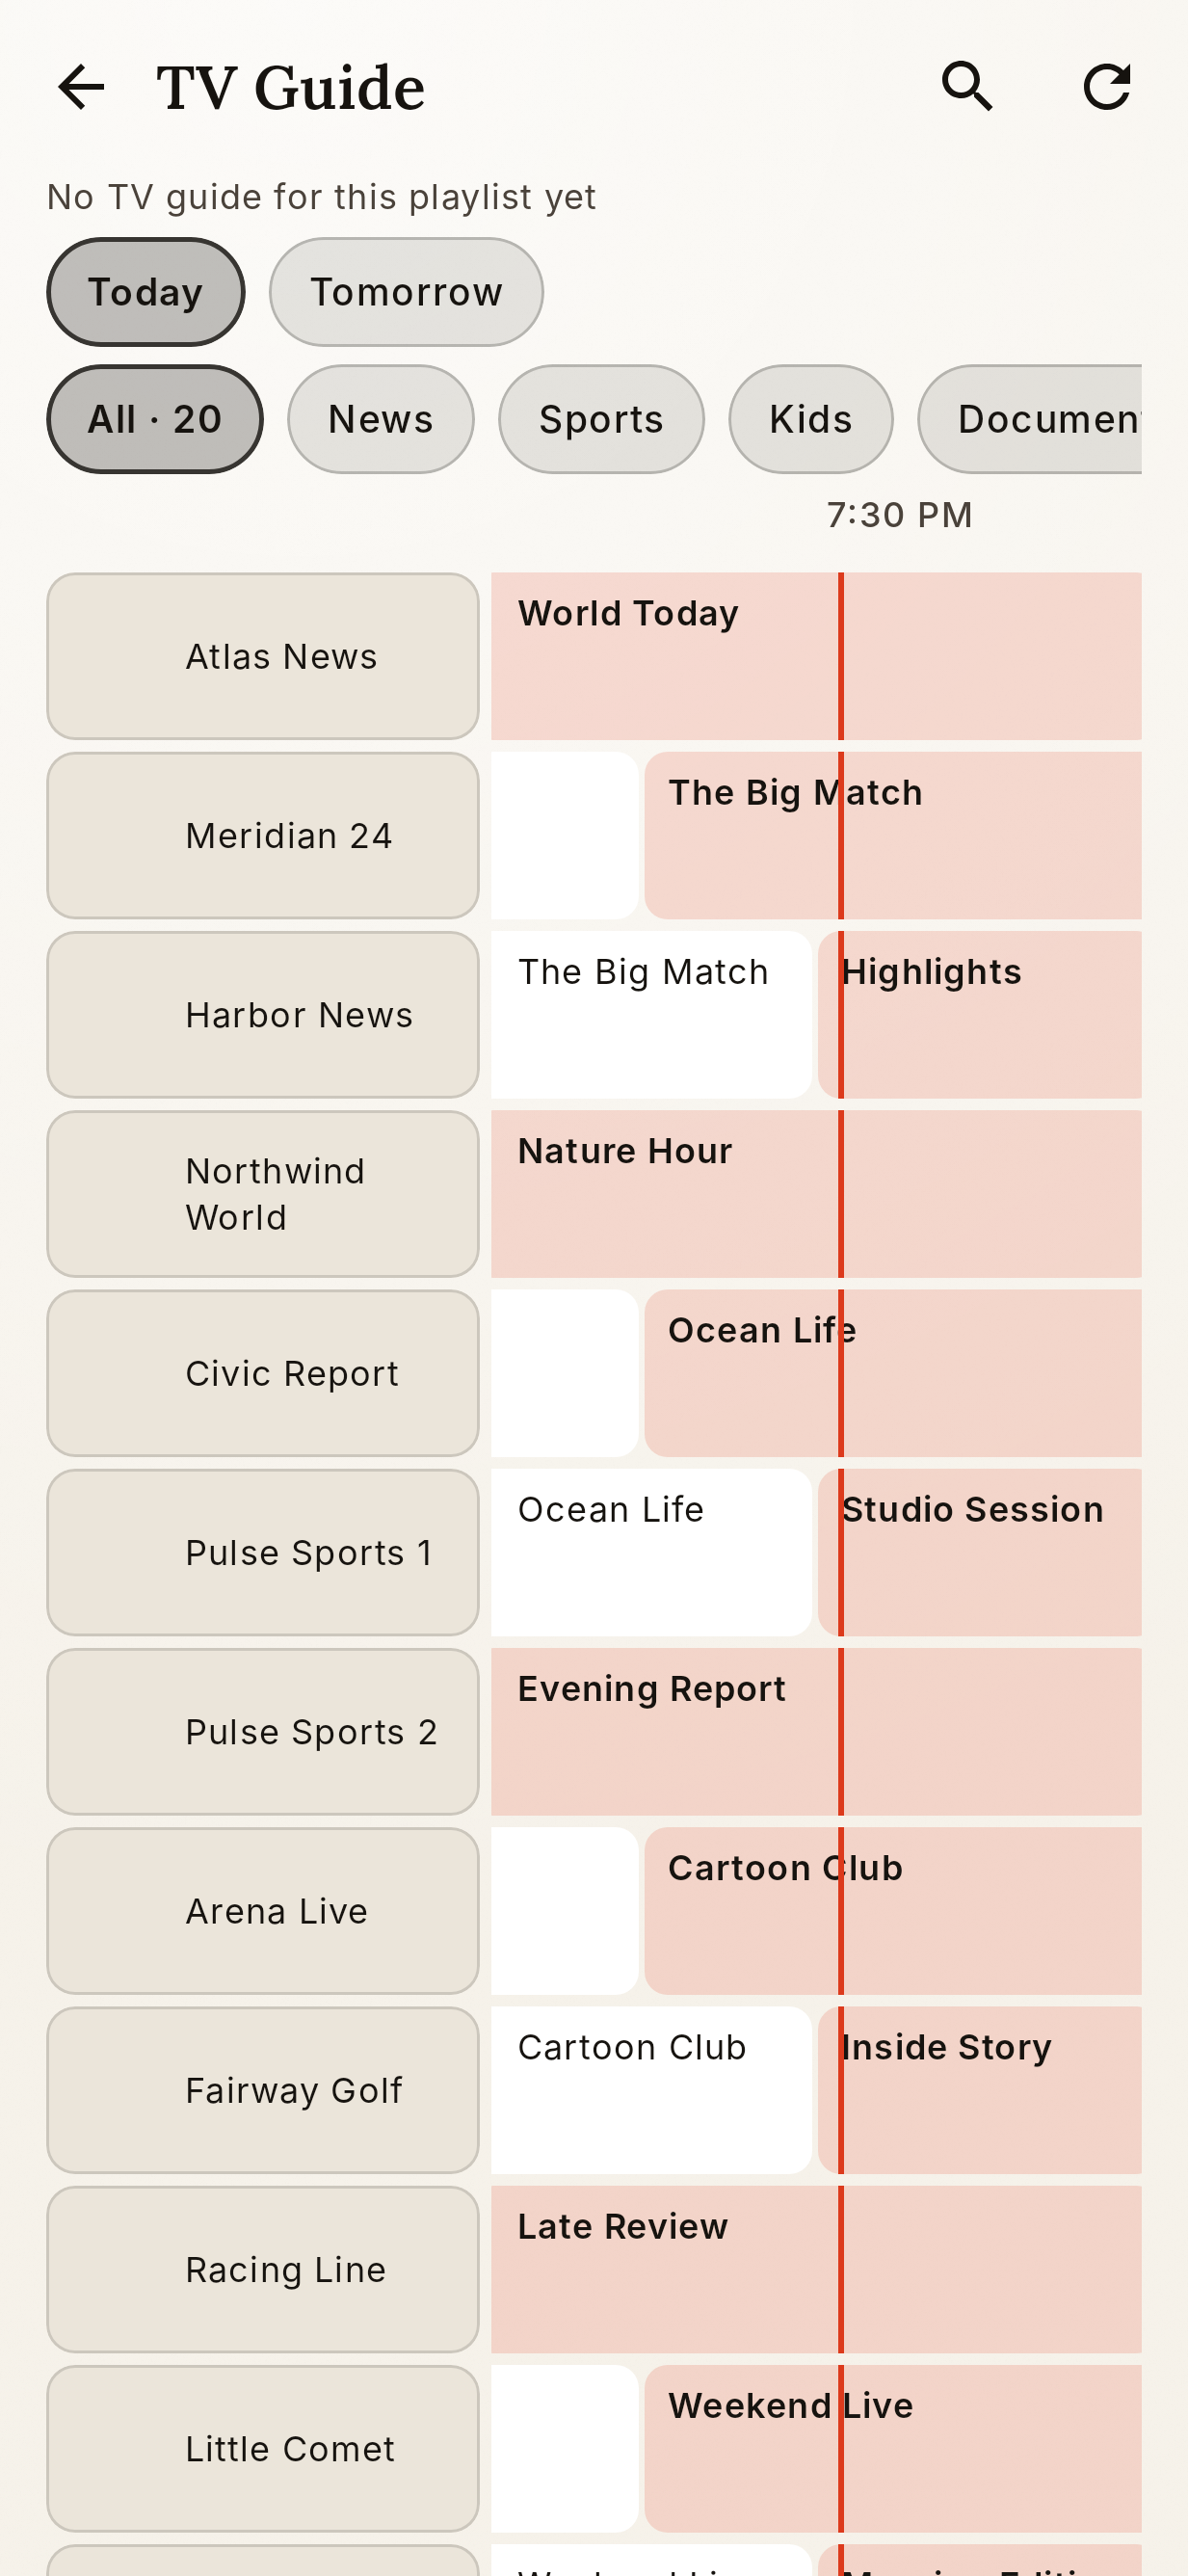 TV Guide
No TV guide for this playlist yet
Today
Tomorrow
All · 20
News
Sports
Kids
7:30 PM
Atlas News
World Today
Meridian 24
The Big Match
Harbor News
The Big Match
Highlights
Northwind
World
Nature Hour
Civic Report
Ocean Life
Pulse Sports 1
Ocean Life
Studio Session
Pulse Sports 2
Evening Report
Arena Live
Cartoon Club
Fairway Golf
Cartoon Club
Inside Story
Racing Line
Late Review
Little Comet
Weekend Live